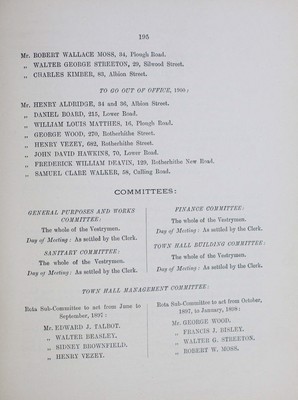 195
Mr. ROBERT WALLACE MOSS, 34, Plough Road.
„ WALTER GEORGE STREETON, 29, Silwood Street.
„ CHARLES KIMBER, 83, Albion Street.
TO GO OUT OF OFFICE, 1900:
Mr. HENRY ALDRIDGE, 34 and 36, Albion Street.
„ DANIEL BOARD, 215, Lower Road.
„ WILLIAM LOUIS MATTHES, 16, Plough Road.
„ GEORGE WOOD, 270, Rotherhithe Street.
„ HENRY VEZEY, 682, Rotherhithe Street.
„ JOHN DAVID HAWKINS, 70, Lower Road.
„ FREDERICK WILLIAM DEAVIN, 129, Rotherhithe New Road.
„ SAMUEL CLARE WALKER, 58, Culling Road.
COMMITTEES:
GENERAL PURPOSES AND WORKS
COMMITTEE:
The whole of the Vestrymen.
Day of Meeting: As settled by the Clerk.
SANITARY COMMITTEE:
The whole of the Vestrymen.
Day of Meeting: As settled by the Clerk.
FINANCE COMMITTEE:
The whole of the Vestrymen.
Day of Meeting: As settled by the Clerk.
TOWN HALL BUILDING COMMITTEE:
The whole of the Vestrymen.
Day of Meeting: As settled by the Clerk.
TOWN HALL MANAGEMENT COMMITTEE:
Rota Sub-Committee to act from June to
September, 1897:
Mr. EDWARD J. TALBOT.
„ WALTER BEASLEY.
„ SIDNEY BROWNFIELD.
„ HENRY VEZEY.
Rota Sub-Committee to act from October,
1897, to January, 1898:
Mr. GEORGE WOOD.
„ FRANCIS J. BISLEY.
„ WALTER G. STREETON.
„ ROBERT W. MOSS.